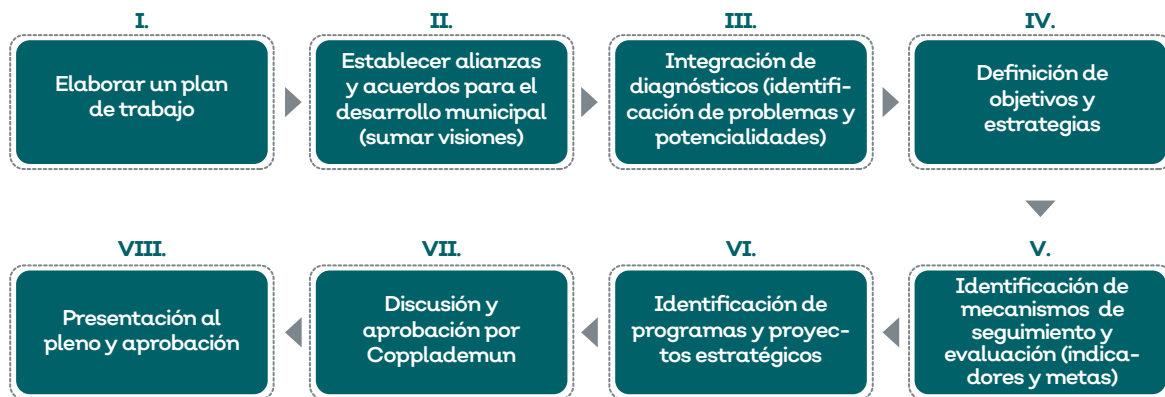 I.
Elaborar un plan
de trabajo
II.
Establecer alianzas
y acuerdos para el
desarrollo municipal
(sumar visiones)
III.
Integración de
diagnósticos (identifi-
cación de problemas y
potencialidades)
IV.
Definición de
objetivos y
estrategias
V.
Identificación de
mecanismos de
seguimiento y
evaluación (indica-
dores y metas)
VI.
Identificación de
programas y proyec-
tos estratégicos
VII.
Discusión y
aprobación por
Copplademun
VIII.
Presentación al
pleno y aprobación